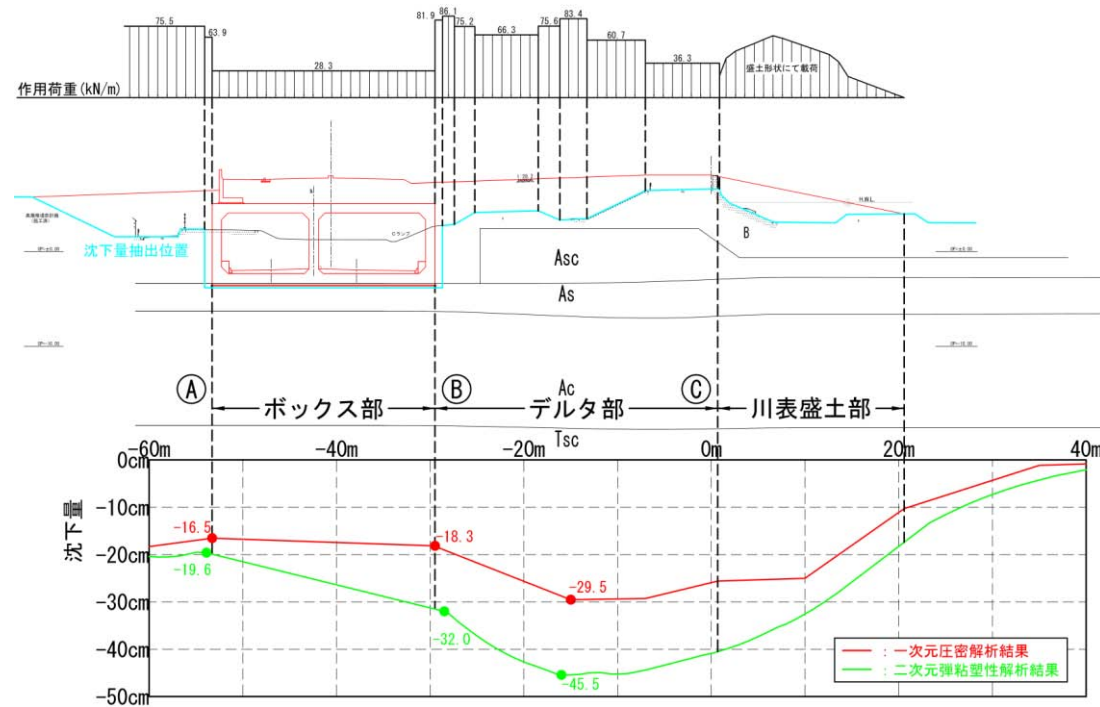 75.5
63.9
28.3
81.9
86.1
75.2
66.3
75.6
83.4
60.7
36.3
盛土形状にて載荷
作用荷重(kN/m)
沈下量抽出位置
Cランプ
B
Asc
As
Ⓐ
Ⓑ
Ⓒ
ボックス部
デルタ部
川表盛土部
Ac
Tsc
-60m
-40m
-20m
0m
20m
40m
沈下量
0cm
-10cm
-20cm
-30cm
-40cm
-50cm
-16.5
-19.6
-18.3
-32.0
-29.5
-45.5
:一次元圧密解析結果
:二次元弾粘塑性解析結果